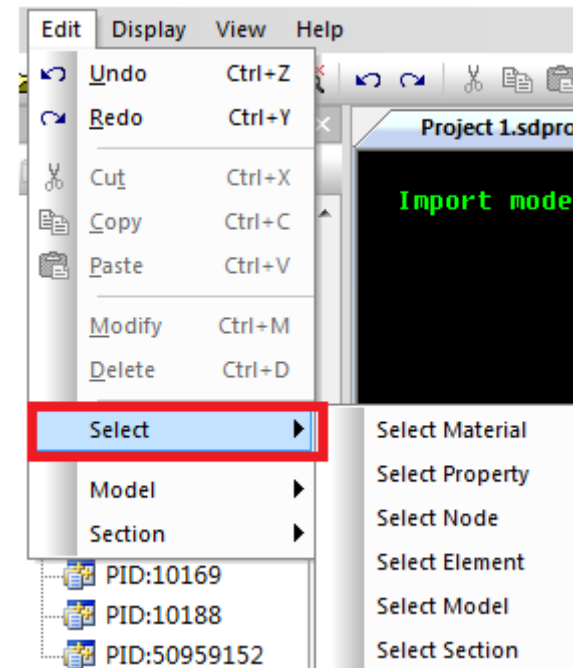 Edit Display View Help
Undo Ctrl+Z
Redo Ctrl+Y
Project 1.sdpro
Cut Ctrl+X
Import mode
Copy Ctrl+C
Paste Ctrl+V
Modify Ctrl+M
Delete Ctrl+D
Select
Select Material
Select Property
Select Node
Select Element
Select Model
Select Section
Model
Section
PID:10169
PID:10188
PID:50959152